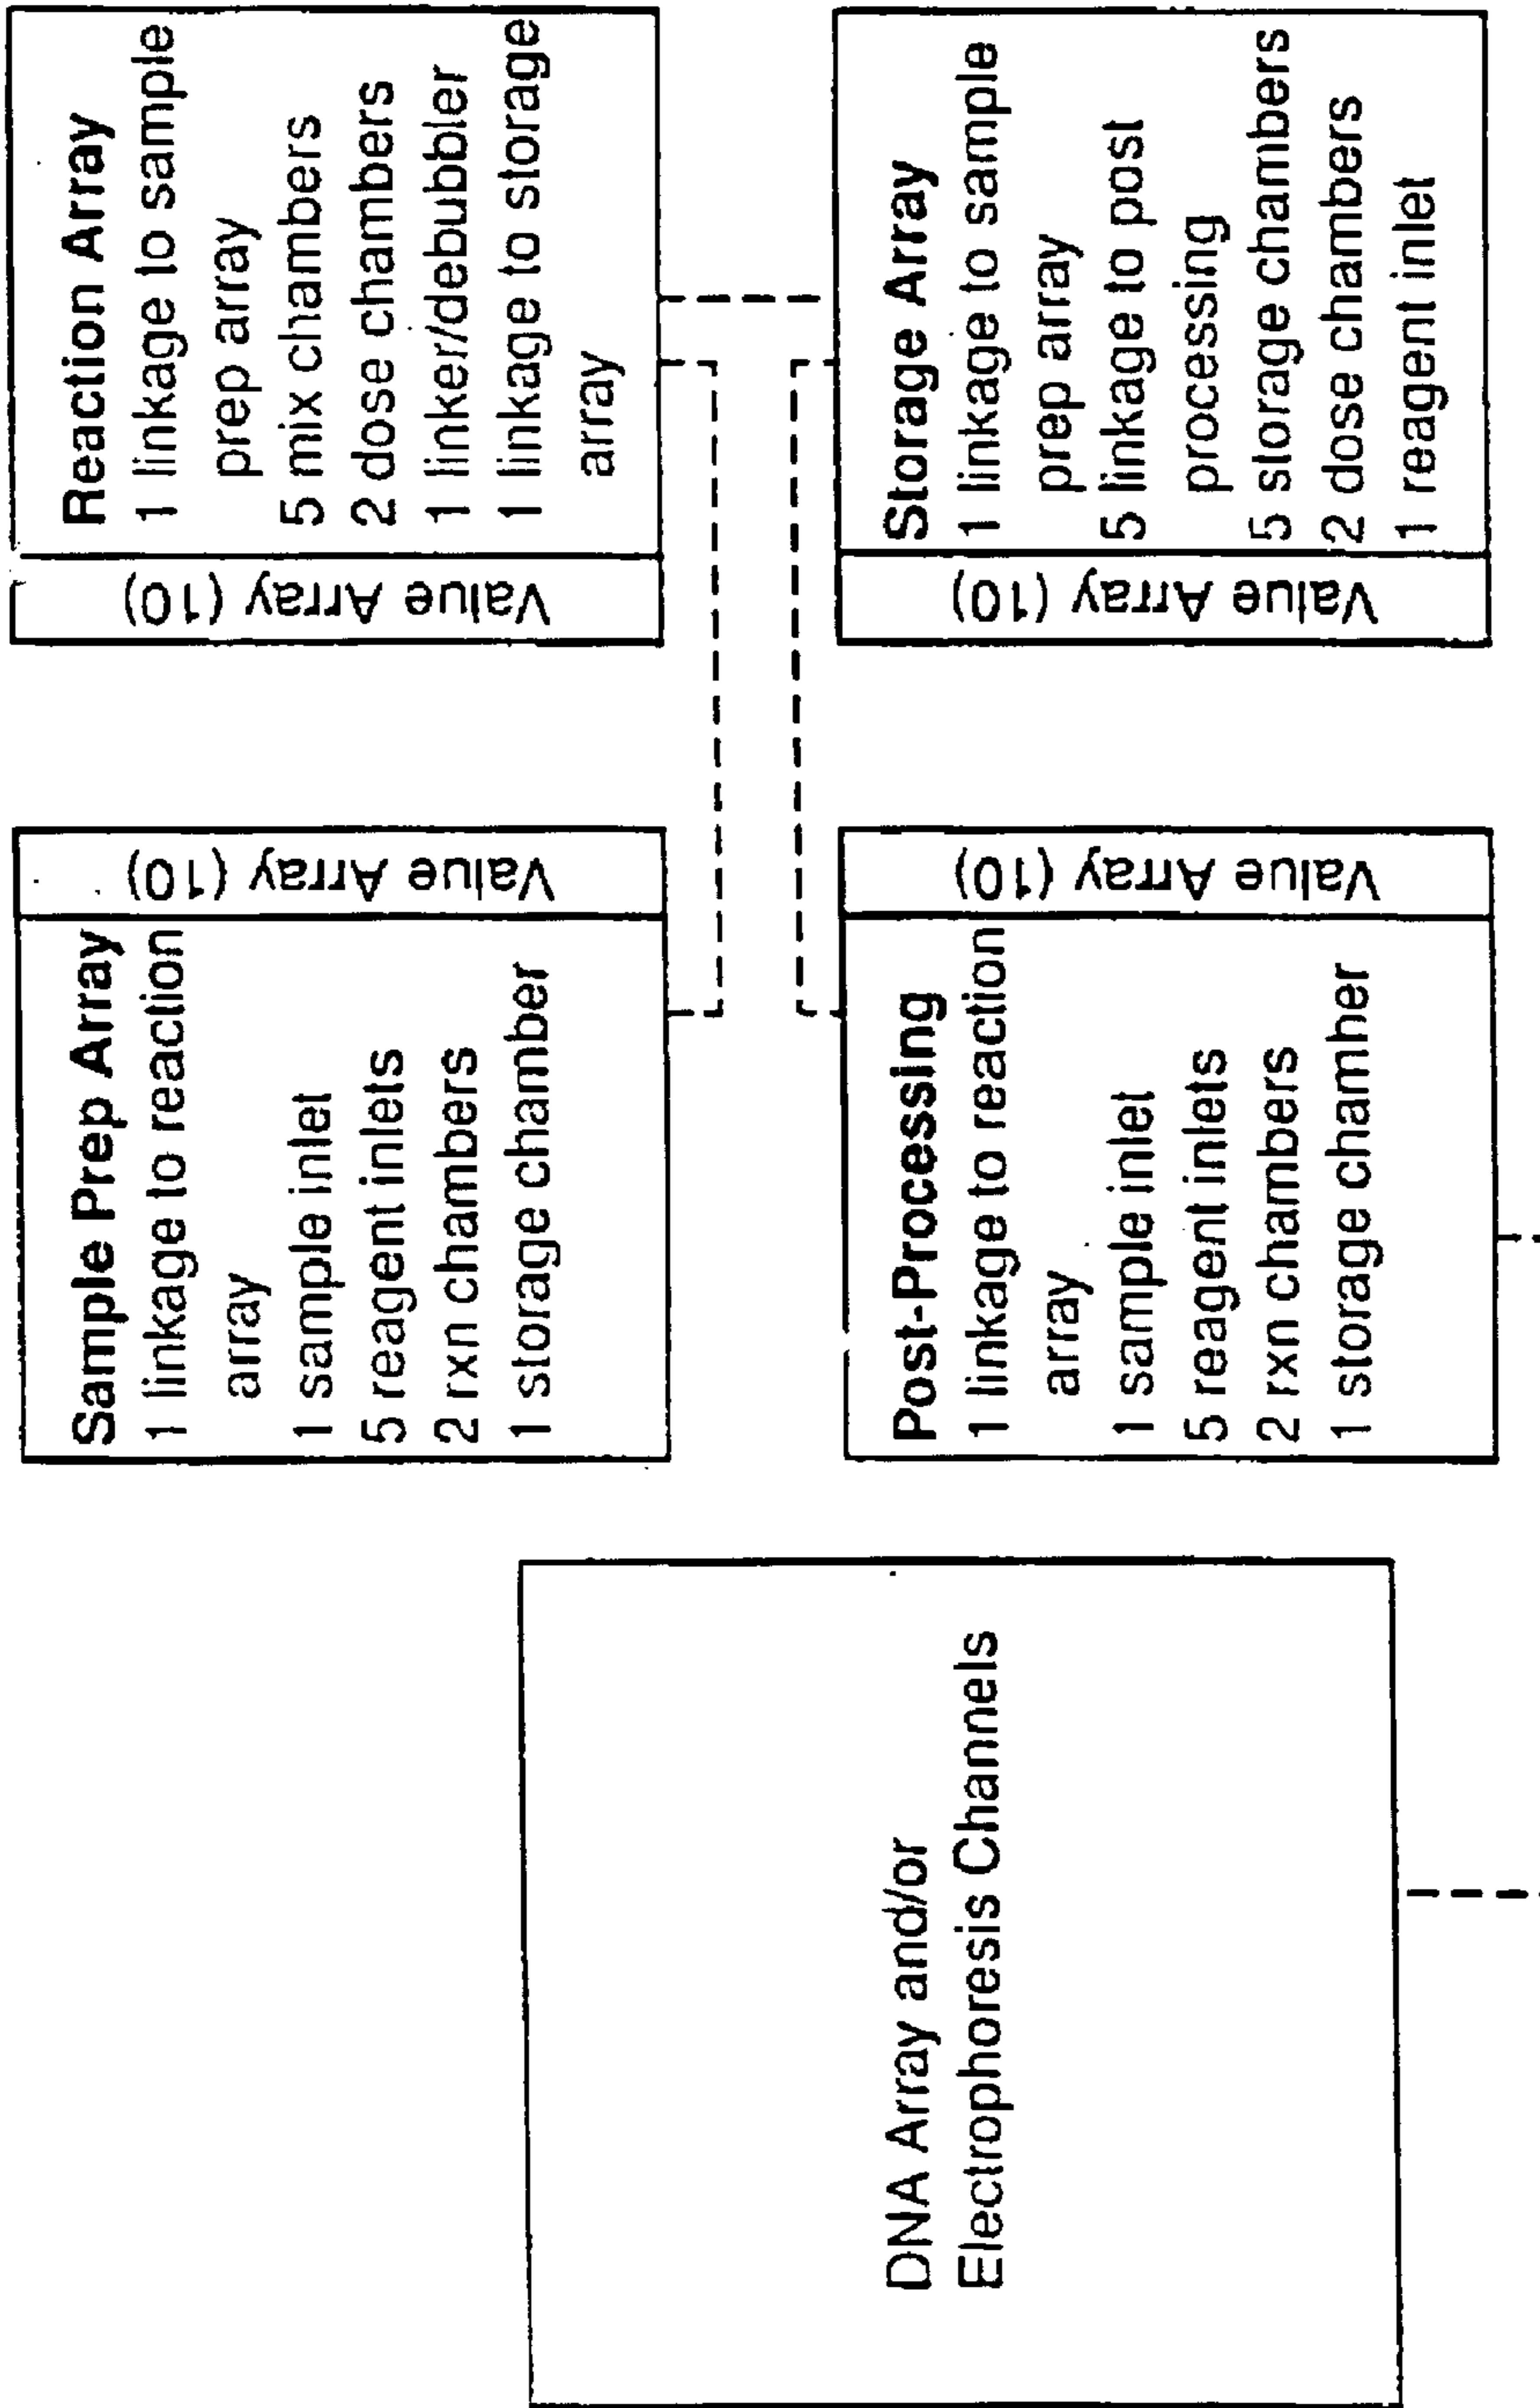 DNA Array and/or
Electrophoresis Channels
Sample Prep Array
1 linkage to reaction
array
1 sample inlet
5 reagent inlets
2 rxn chambers
1 storage chamber
Value Array (10)
Reaction Array
1 linkage to sample
prep array
5 mix chambers
2 dose chambers
1 linker/debubbler
1 linkage to storage
array
Value Array (10)
Post-Processing
1 linkage to reaction
array
1 sample inlet
5 reagent inlets
2 rxn chambers
1 storage chamher
Value Array (10)
Storage Array
1 linkage to sample
prep array
5 linkage to post
processing
5 storage chambers
2 dose chambers
1 reagent inlet
Value Array (10)